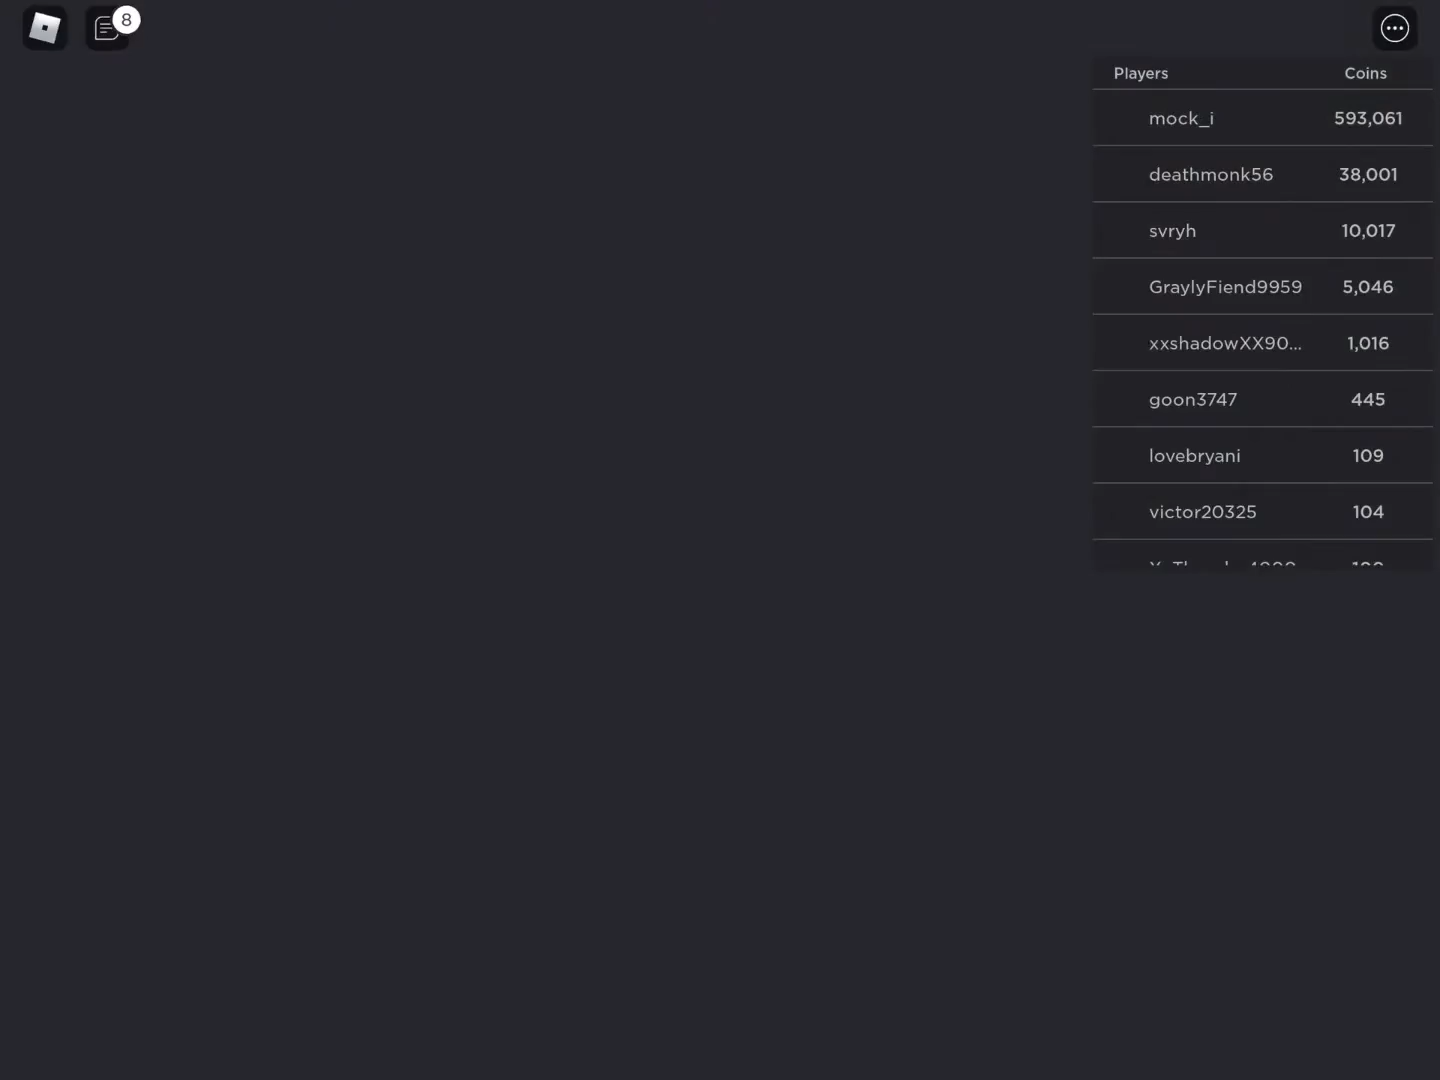 8
Players Coins
mock_i 593,061
deathmonk56 38,001
svryh 10,017
GraylyFiend9959 5,046
xxshadowXX90... 1,016
goon3747 445
lovebryani 109
victor20325 104